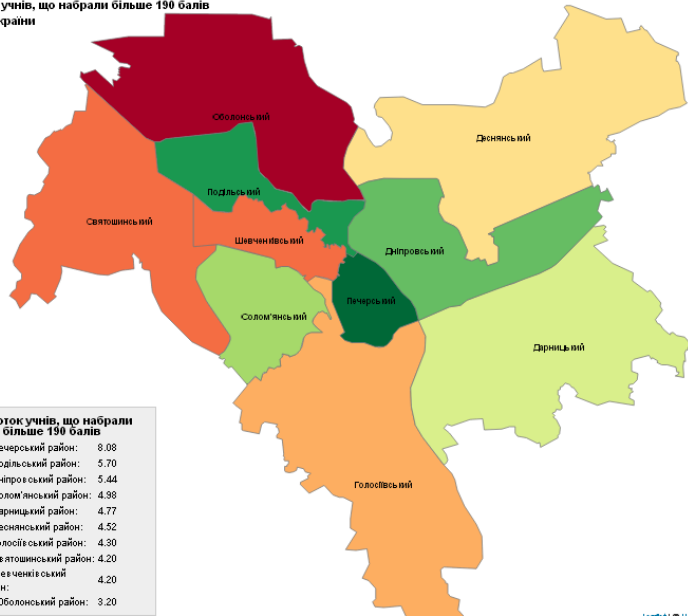 учнів, що набрали більше 190 балів
країни
Оболонський
Деснянський
Подільський
Святошинський
Шевченківський
Дніпровський
Печерський
Солом'янський
Дарницький
Голосіївський
оток учнів, що набрали
більше 190 балів
ечерський район: 8.08
одільський район: 5.70
ніпровський район: 5.44
олом'янський район: 4.98
арницький район: 4.77
еснянський район: 4.52
олосіївський район: 4.30
вятошинський район: 4.20
евченківський
4.20
н:
Оболонський район: 3.20